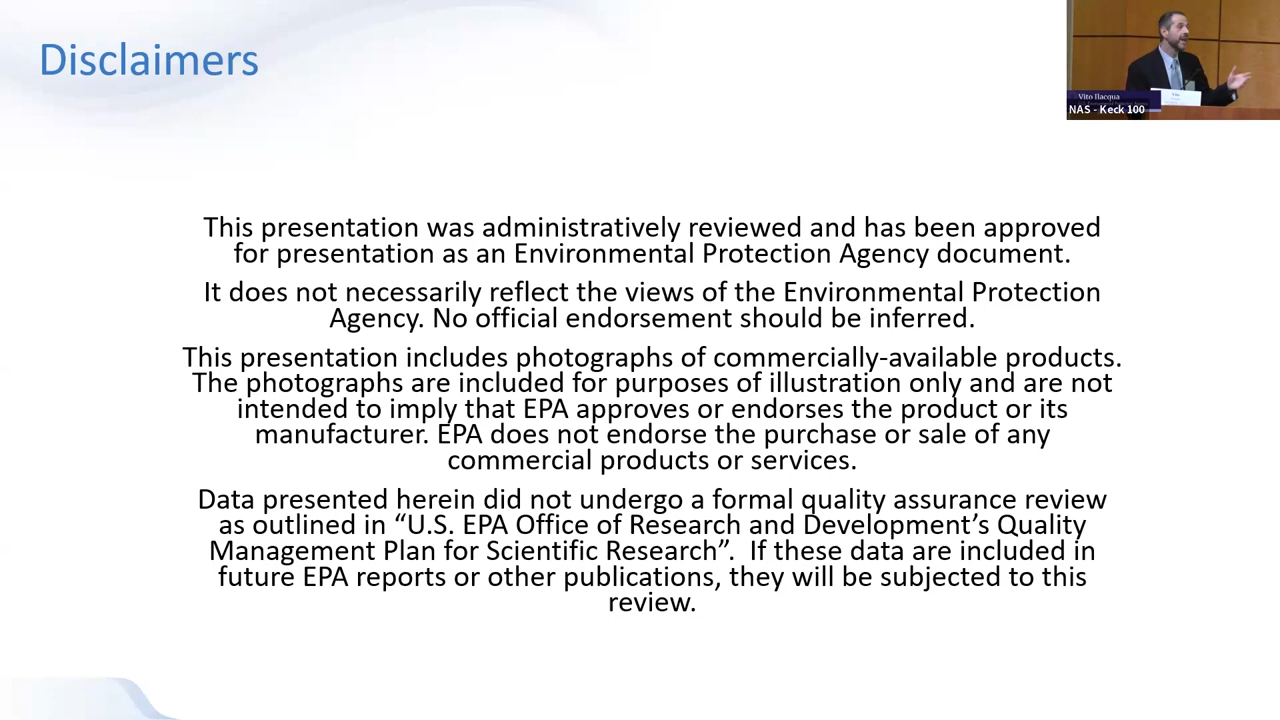 Disclaimers
Vito Ilacqua
NAS - Keck 100
This presentation was administratively reviewed and has been approved
for presentation as an Environmental Protection Agency document.
It does not necessarily reflect the views of the Environmental Protection
Agency. No official endorsement should be inferred.
This presentation includes photographs of commercially-available products.
The photographs are included for purposes of illustration only and are not
intended to imply that EPA approves or endorses the product or its
manufacturer. EPA does not endorse the purchase or sale of any
commercial products or services.
Data presented herein did not undergo a formal quality assurance review
as outlined in “U.S. EPA Office of Research and Development’s Quality
Management Plan for Scientific Research”.  If these data are included in
future EPA reports or other publications, they will be subjected to this
review.